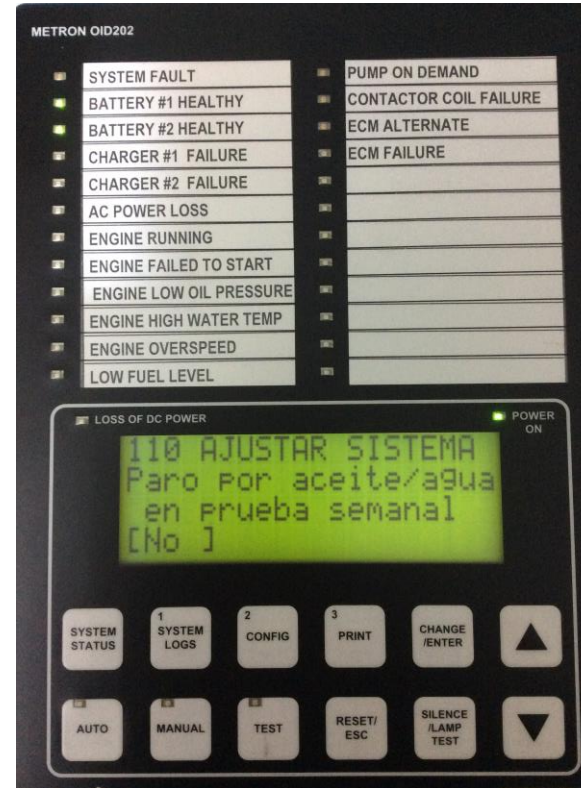 METRON OID202
SYSTEM FAULT
BATTERY #1 HEALTHY
BATTERY #2 HEALTHY
CHARGER #1 FAILURE
CHARGER #2 FAILURE
AC POWER LOSS
ENGINE RUNNING
ENGINE FAILED TO START
ENGINE LOW OIL PRESSURE
ENGINE HIGH WATER TEMP
ENGINE OVERSPEED
LOW FUEL LEVEL
PUMP ON DEMAND
CONTACTOR COIL FAILURE
ECM ALTERNATE
ECM FAILURE
LOSS OF DC POWER
POWER
ON
110 AJUSTAR SISTEMA
Paro por aceite/agua
en prueba semanal
[No ]
SYSTEM
STATUS
1
SYSTEM
LOGS
2
CONFIG
3
PRINT
CHANGE
/ENTER
AUTO
MANUAL
TEST
RESET/
ESC
SILENCE
/LAMP
TEST